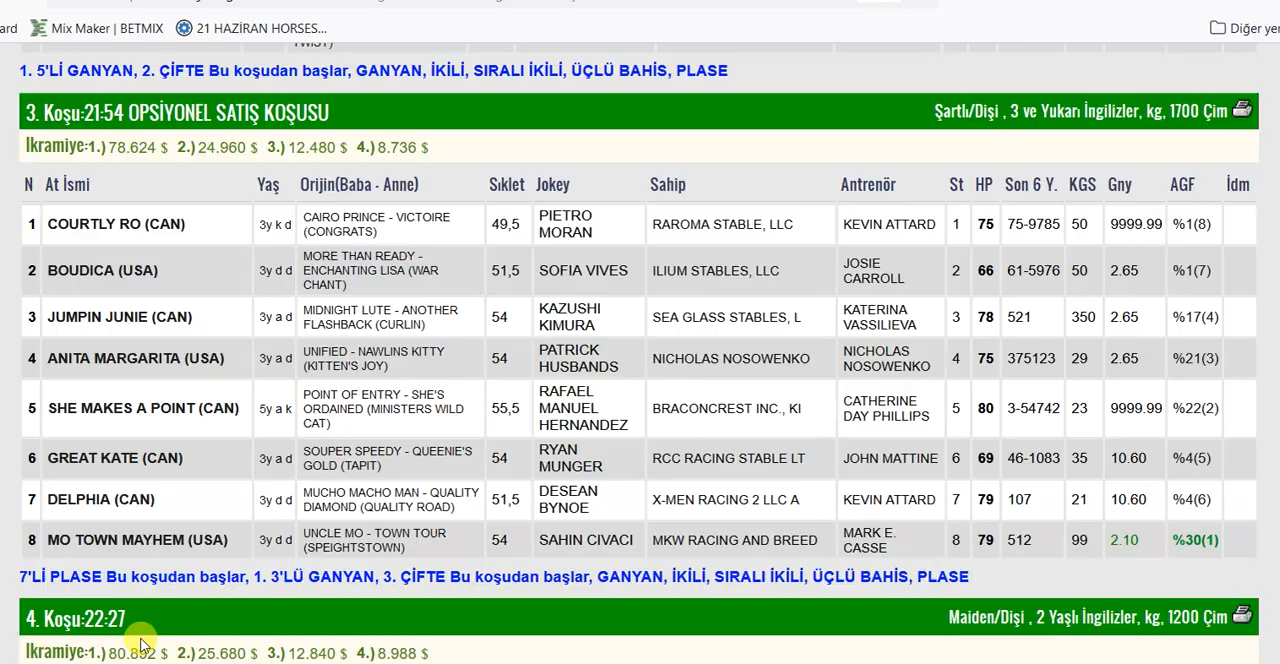 ard Mix Maker | BETMIX 21 HAZİRAN HORSES... Diğer yer
TWIST)
1. 5'Lİ GANYAN, 2. ÇİFTE Bu koşudan başlar, GANYAN, İKİLİ, SIRALI İKİLİ, ÜÇLÜ BAHİS, PLASE
3. Koşu:21:54 OPSİYONEL SATIŞ KOŞUSU Şartlı/Dişi , 3 ve Yukarı İngilizler, kg, 1700 Çim
İkramiye:1.) 78.624 $ 2.) 24.960 $ 3.) 12.480 $ 4.) 8.736 $
N At İsmi Yaş Orijin(Baba - Anne) Sıklet Jokey Sahip Antrenör St HP Son 6 Y. KGS Gny AGF İdm
1 COURTLY RO (CAN) 3y k d CAIRO PRINCE - VICTOIRE (CONGRATS) 49,5 PIETRO MORAN RAROMA STABLE, LLC KEVIN ATTARD 1 75 75-9785 50 9999.99 %1(8)
2 BOUDICA (USA) 3y d d MORE THAN READY - ENCHANTING LISA (WAR CHANT) 51,5 SOFIA VIVES ILIUM STABLES, LLC JOSIE CARROLL 2 66 61-5976 50 2.65 %1(7)
3 JUMPIN JUNIE (CAN) 3y a d MIDNIGHT LUTE - ANOTHER FLASHBACK (CURLIN) 54 KAZUSHI KIMURA SEA GLASS STABLES, L KATERINA VASSILIEVA 3 78 521 350 2.65 %17(4)
4 ANITA MARGARITA (USA) 3y a d UNIFIED - NAWLINS KITTY (KITTEN'S JOY) 54 PATRICK HUSBANDS NICHOLAS NOSOWENKO NICHOLAS NOSOWENKO 4 75 375123 29 2.65 %21(3)
5 SHE MAKES A POINT (CAN) 5y a k POINT OF ENTRY - SHE'S ORDAINED (MINISTERS WILD CAT) 55,5 RAFAEL MANUEL HERNANDEZ BRACONCREST INC., KI CATHERINE DAY PHILLIPS 5 80 3-54742 23 9999.99 %22(2)
6 GREAT KATE (CAN) 3y a d SOUPER SPEEDY - QUEENIE'S GOLD (TAPIT) 54 RYAN MUNGER RCC RACING STABLE LT JOHN MATTINE 6 69 46-1083 35 10.60 %4(5)
7 DELPHIA (CAN) 3y d d MUCHO MACHO MAN - QUALITY DIAMOND (QUALITY ROAD) 51,5 DESEAN BYNOE X-MEN RACING 2 LLC A KEVIN ATTARD 7 79 107 21 10.60 %4(6)
8 MO TOWN MAYHEM (USA) 3y d d UNCLE MO - TOWN TOUR (SPEIGHTSTOWN) 54 SAHIN CIVACI MKW RACING AND BREED MARK E. CASSE 8 79 512 99 2.10 %30(1)
7'Lİ PLASE Bu koşudan başlar, 1. 3'LÜ GANYAN, 3. ÇİFTE Bu koşudan başlar, GANYAN, İKİLİ, SIRALI İKİLİ, ÜÇLÜ BAHİS, PLASE
4. Koşu:22:27 Maiden/Dişi , 2 Yaşlı İngilizler, kg, 1200 Çim
İkramiye:1.) 80.892 $ 2.) 25.680 $ 3.) 12.840 $ 4.) 8.988 $